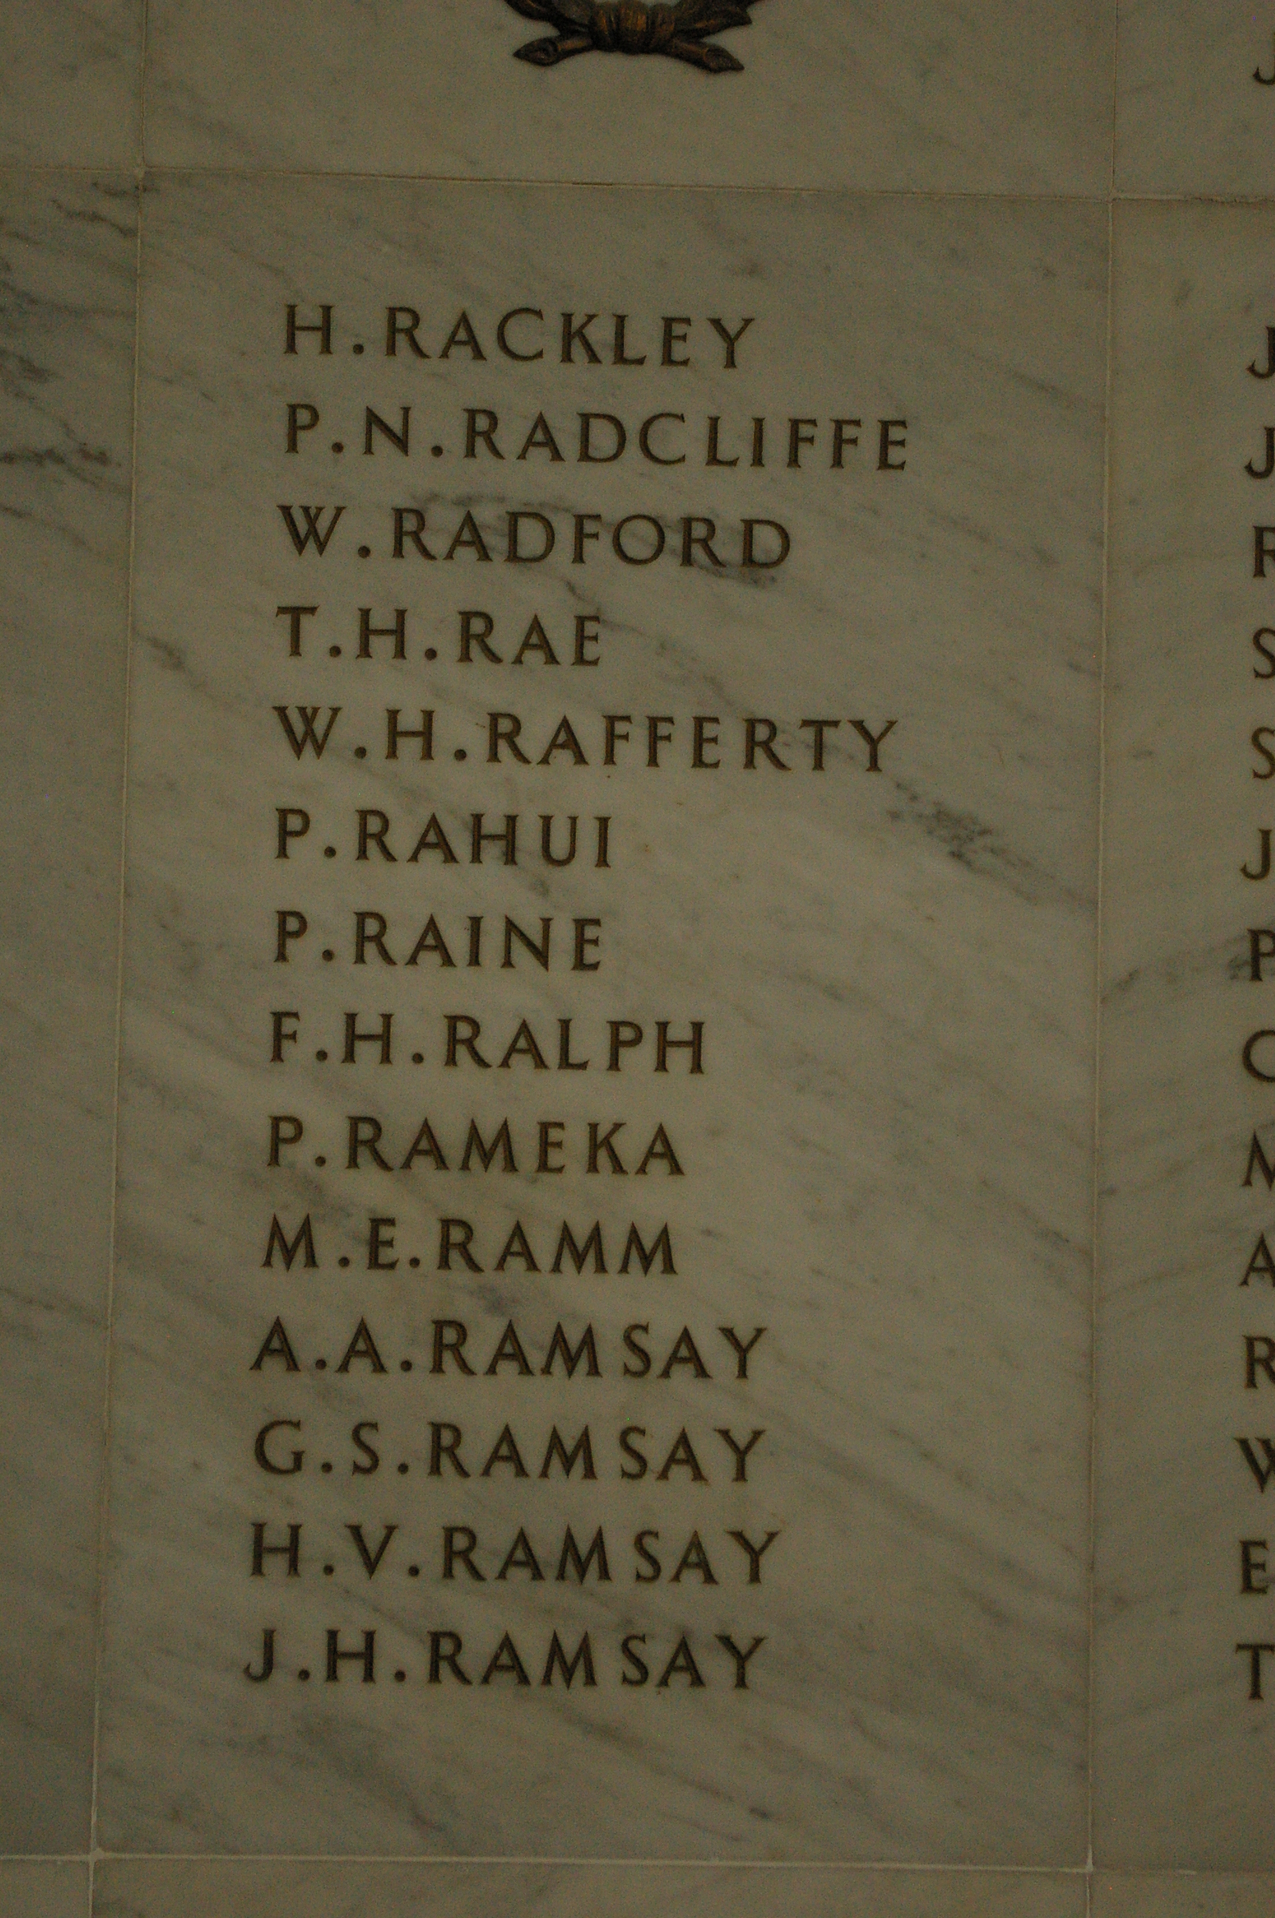 H. RACKLEY
P. N. RADCLIFFE
W. RADFORD
T. H. RAE
W. H. RAFFERTY
P. RAHUI
P. RAINE
F. H. RALPH
P. RAMEKA
M. E. RAMM
A. A. RAMSAY
G. S. RAMSAY
H. V. RAMSAY
J. H. RAMSAY